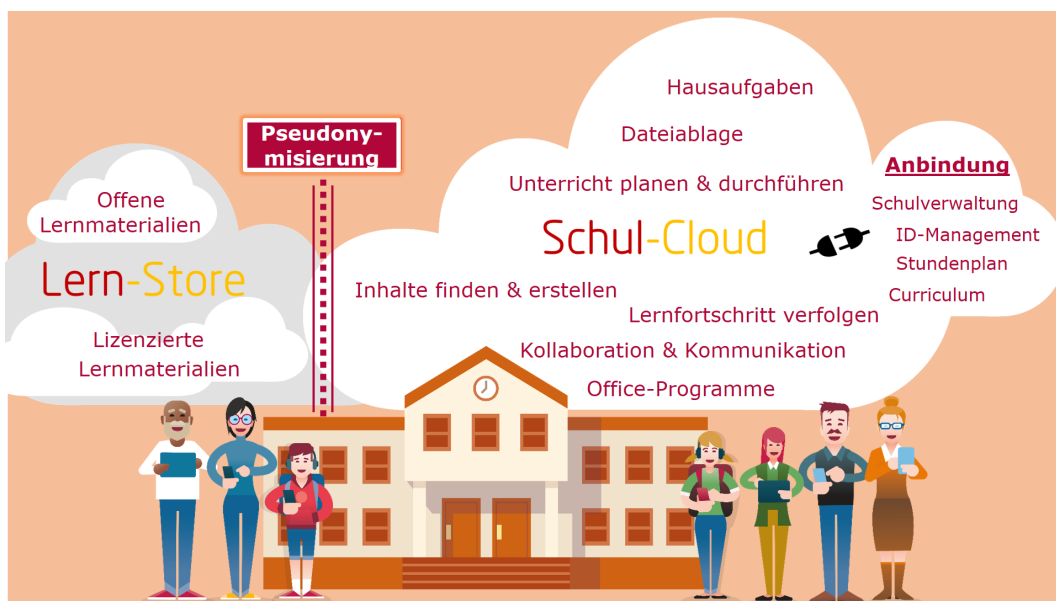 Pseudony-
misierung
Offene
Lernmaterialien
Lern-Store
Lizenzierte
Lernmaterialien
Hausaufgaben
Dateiablage
Unterricht planen & durchführen
Schul-Cloud
Inhalte finden & erstellen
Lernfortschritt verfolgen
Kollaboration & Kommunikation
Office-Programme
Anbindung
Schulverwaltung
ID-Management
Stundenplan
Curriculum